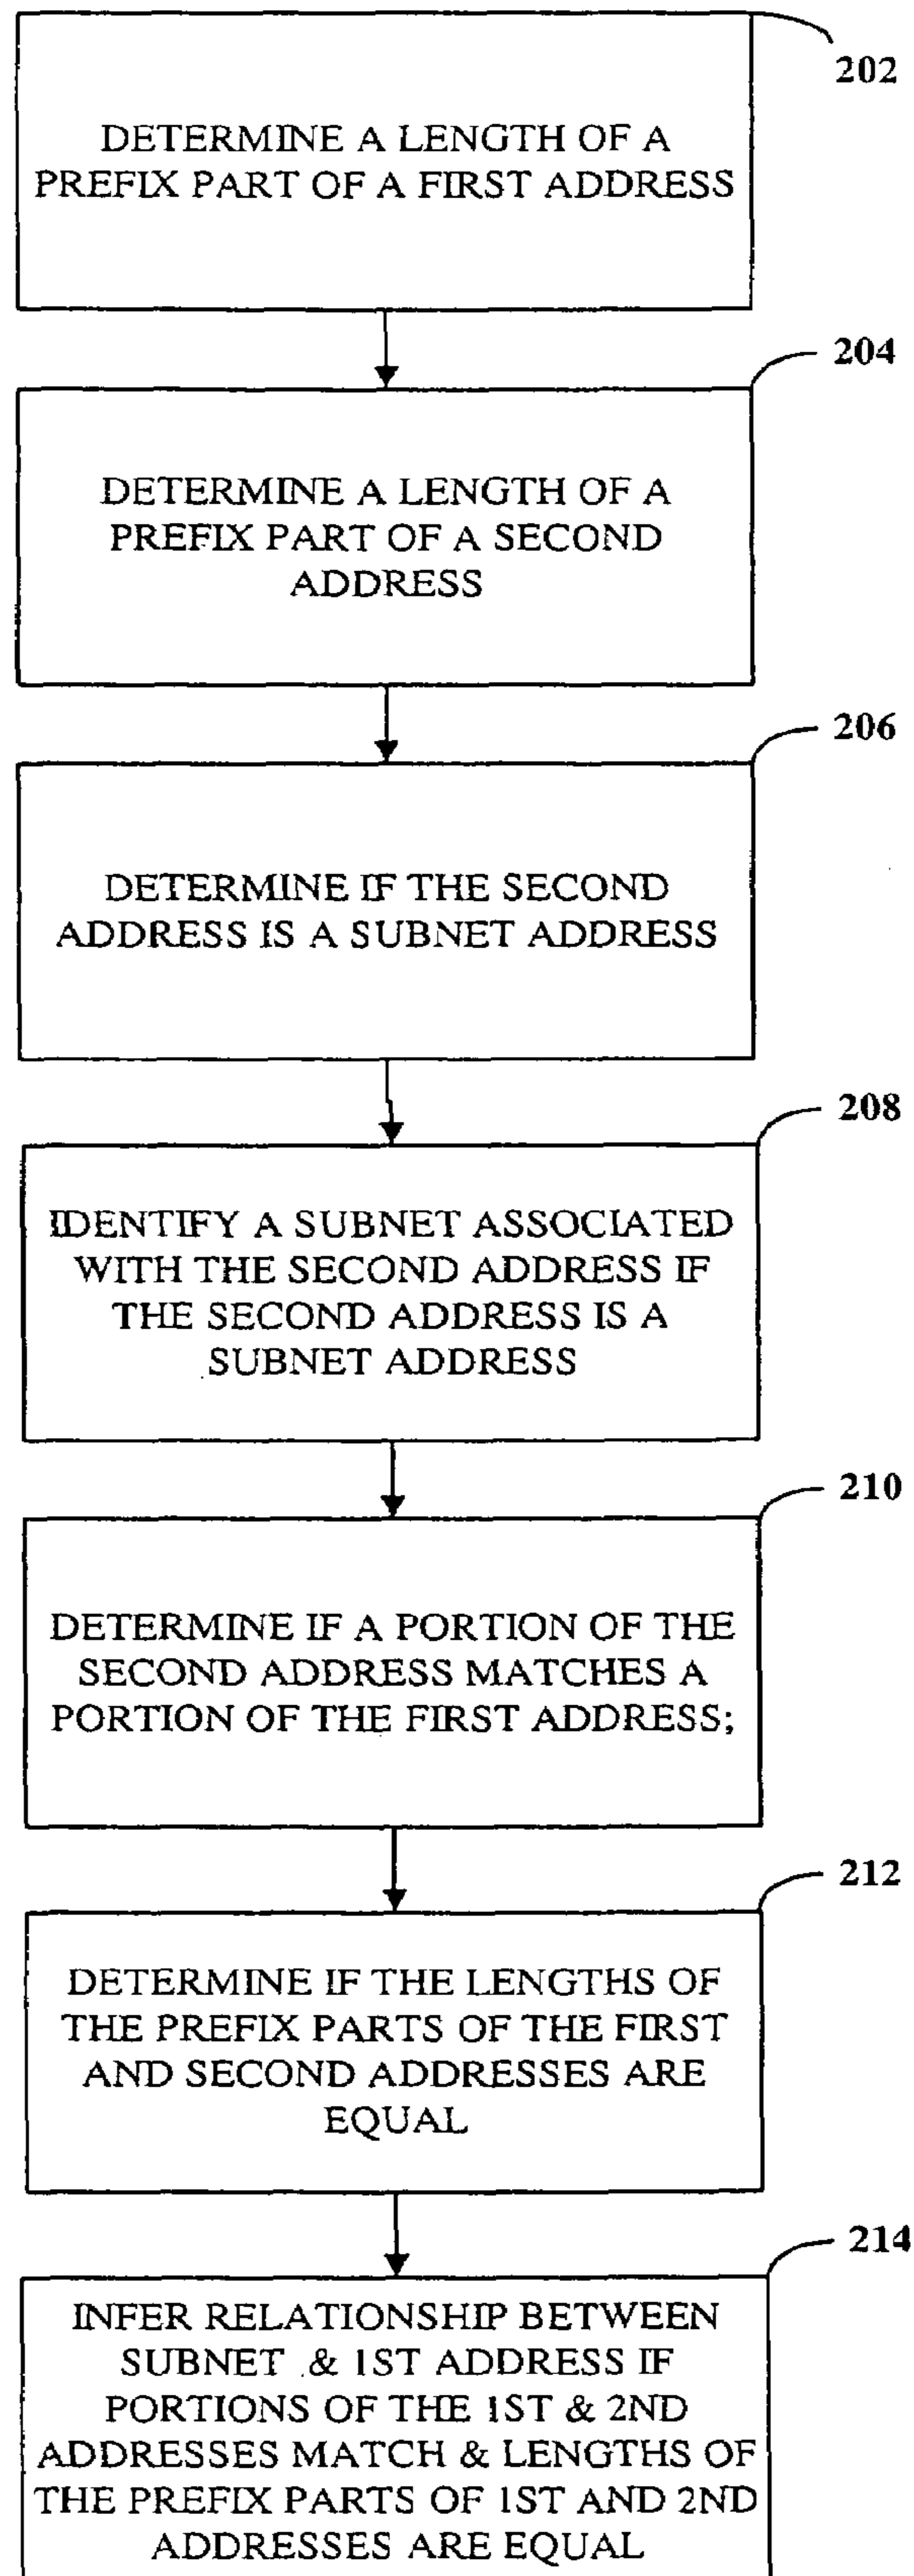 202
DETERMINE A LENGTH OF A
PREFIX PART OF A FIRST ADDRESS
204
DETERMINE A LENGTH OF A
PREFIX PART OF A SECOND
ADDRESS
206
DETERMINE IF THE SECOND
ADDRESS IS A SUBNET ADDRESS
208
IDENTIFY A SUBNET ASSOCIATED
WITH THE SECOND ADDRESS IF
THE SECOND ADDRESS IS A
SUBNET ADDRESS
210
DETERMINE IF A PORTION OF THE
SECOND ADDRESS MATCHES A
PORTION OF THE FIRST ADDRESS;
212
DETERMINE IF THE LENGTHS OF
THE PREFIX PARTS OF THE FIRST
AND SECOND ADDRESSES ARE
EQUAL
214
INFER RELATIONSHIP BETWEEN
SUBNET & 1ST ADDRESS IF
PORTIONS OF THE 1ST & 2ND
ADDRESSES MATCH & LENGTHS OF
THE PREFIX PARTS OF 1ST AND 2ND
ADDRESSES ARE EQUAL